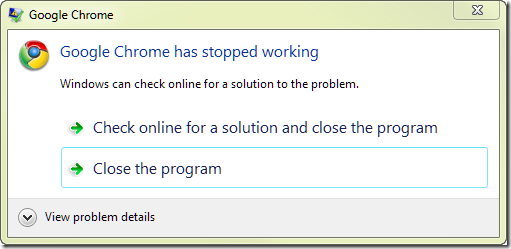 Google Chrome
Google Chrome has stopped working
Windows can check online for a solution to the problem.
Check online for a solution and close the program
Close the program
View problem details